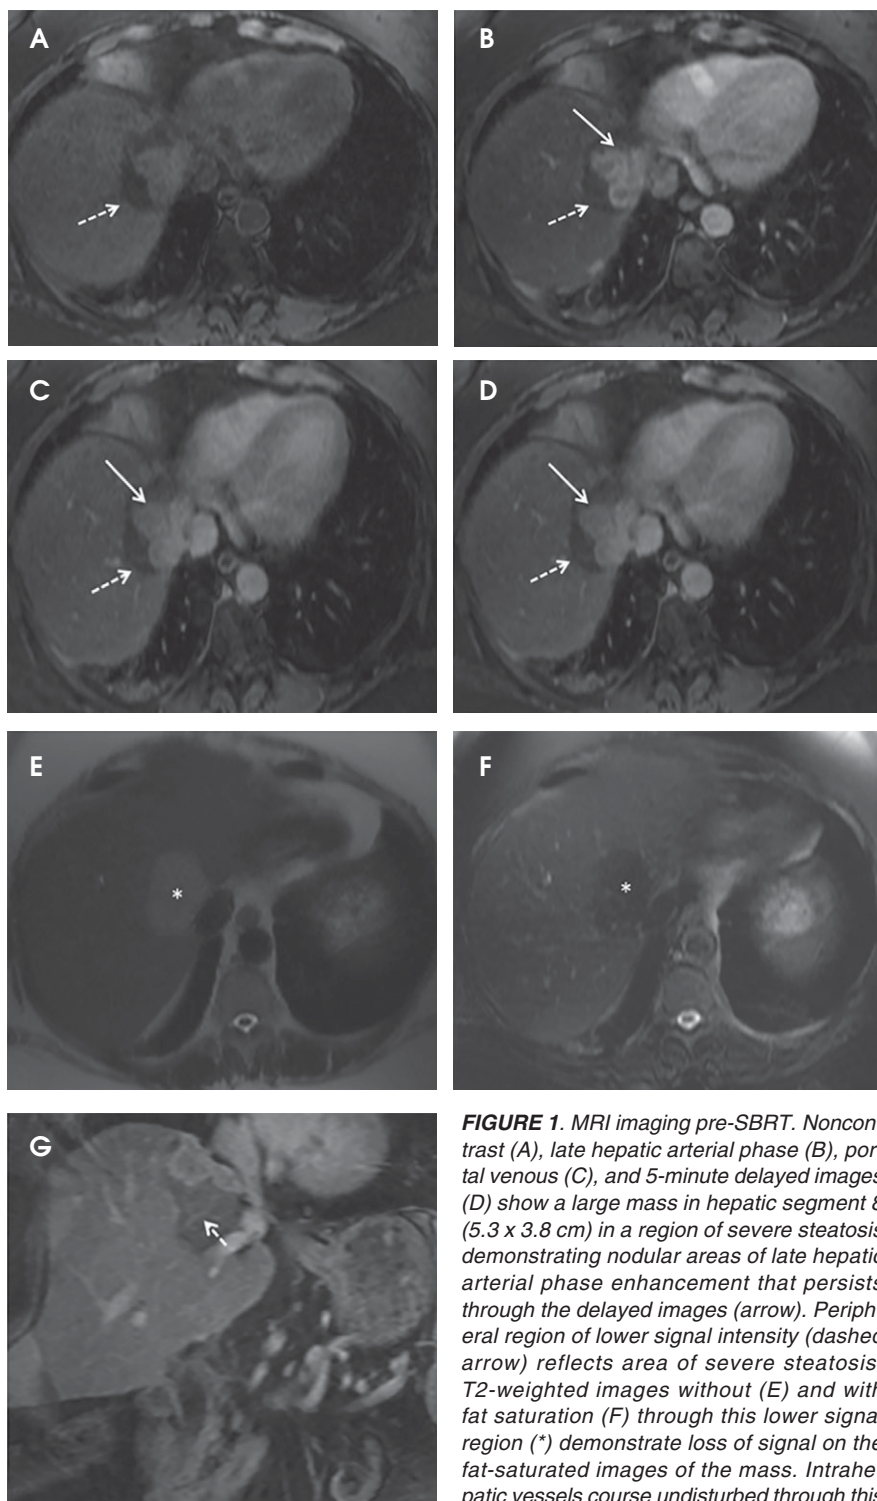 A
B
C
D
E
*
F
*
G
FIGURE 1. MRI imaging pre-SBRT. Noncon
trast (A), late hepatic arterial phase (B), por
tal venous (C), and 5-minute delayed images
(D) show a large mass in hepatic segment 8
(5.3 x 3.8 cm) in a region of severe steatosis
demonstrating nodular areas of late hepatic
arterial phase enhancement that persists
through the delayed images (arrow). Periph
eral region of lower signal intensity (dashed
arrow) reflects area of severe steatosis.
T2-weighted images without (E) and with
fat saturation (F) through this lower signal
region (*) demonstrate loss of signal on the
fat-saturated images of the mass. Intrahe
patic vessels course undisturbed through this